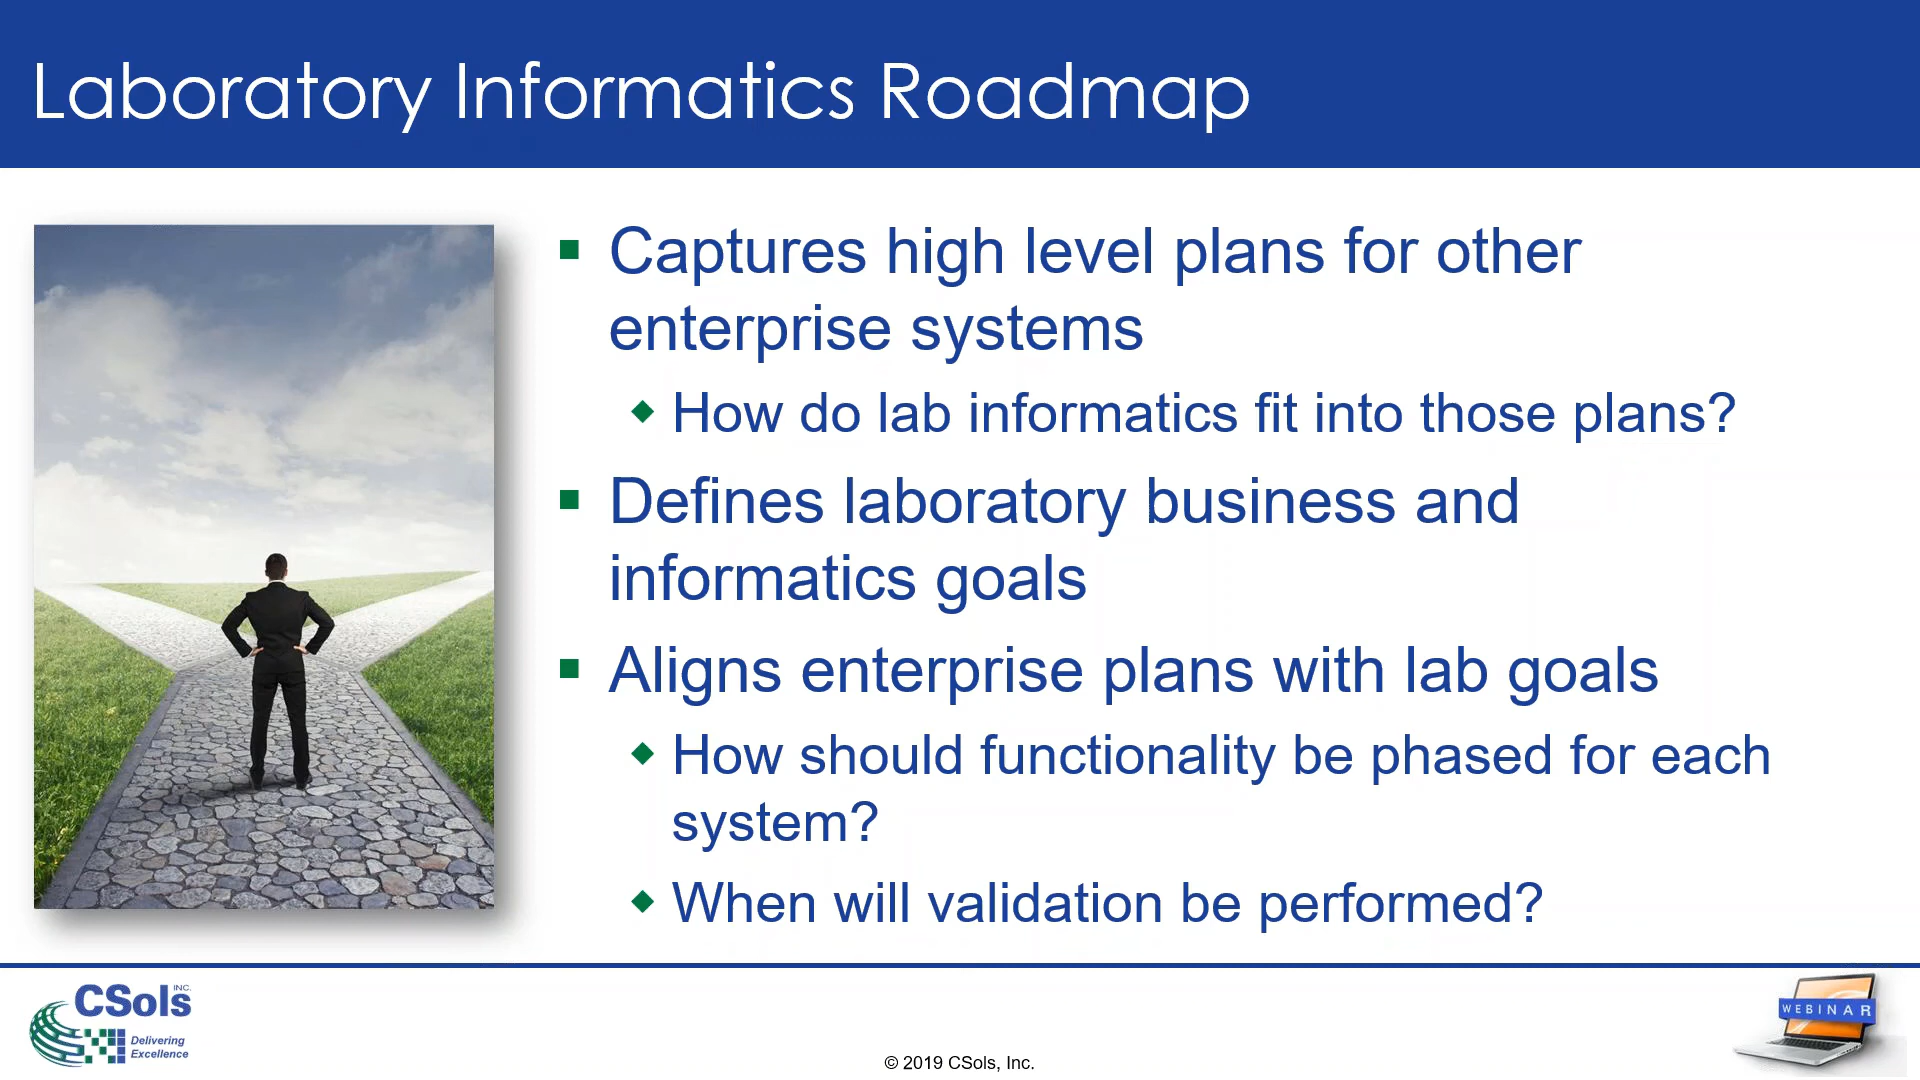 Laboratory Informatics Roadmap
Captures high level plans for other
enterprise systems
How do lab informatics fit into those plans?
Defines laboratory business and
informatics goals
Aligns enterprise plans with lab goals
How should functionality be phased for each
system?
When will validation be performed?
CSols INC.
Delivering
Excellence
© 2019 CSols, Inc.
WEBINAR